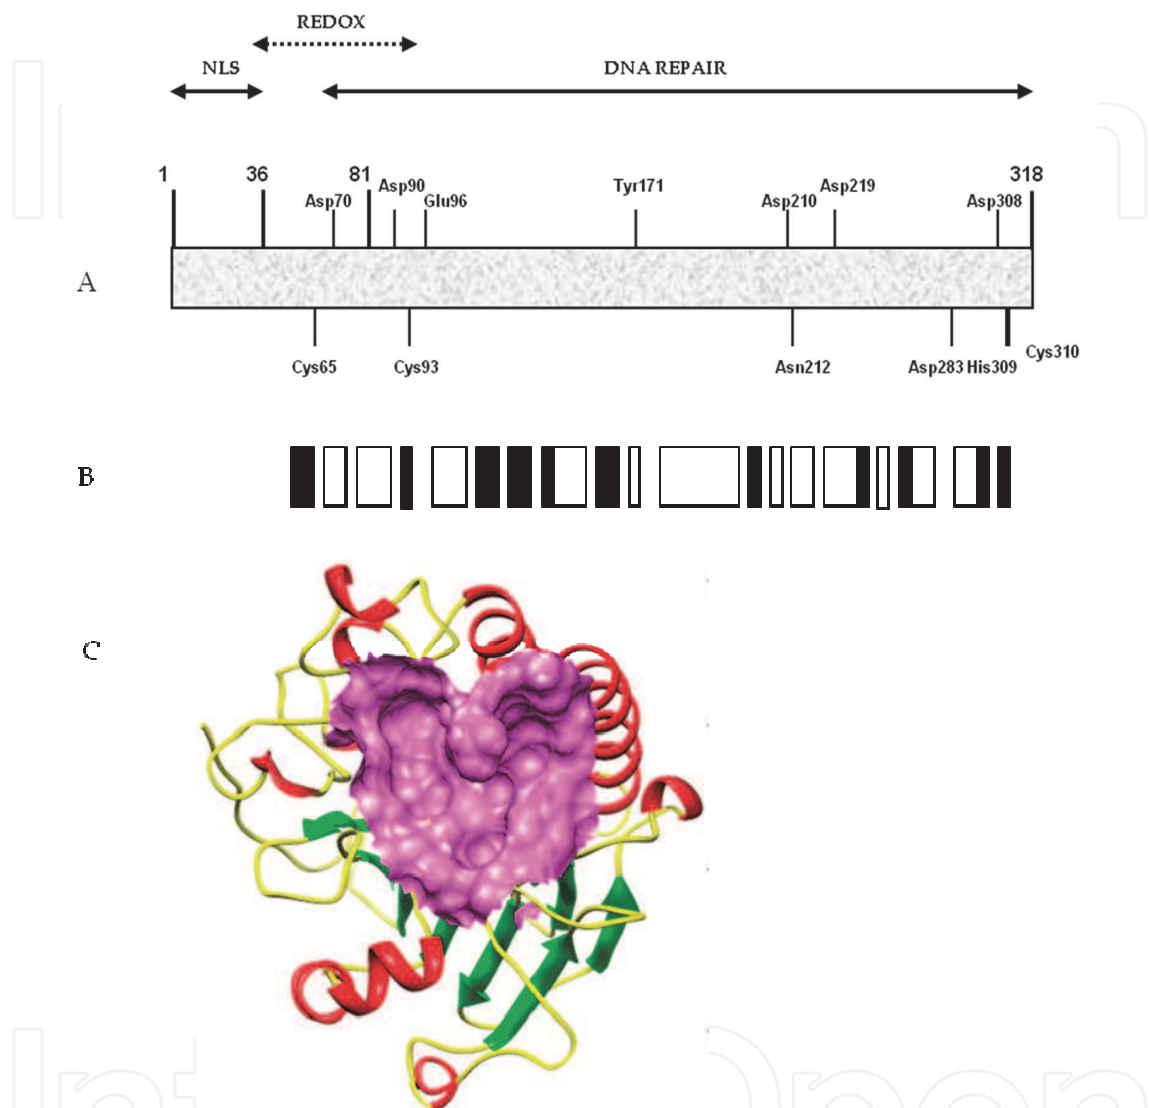 REDOX
NLS DNA REPAIR
1 36 81 318
Asp70 Asp90 Glu96 Tyr171 Asp210 Asp219 Asp308
A
Cys65 Cys93 Asn212 Asp283 His309 Cys310
B
C